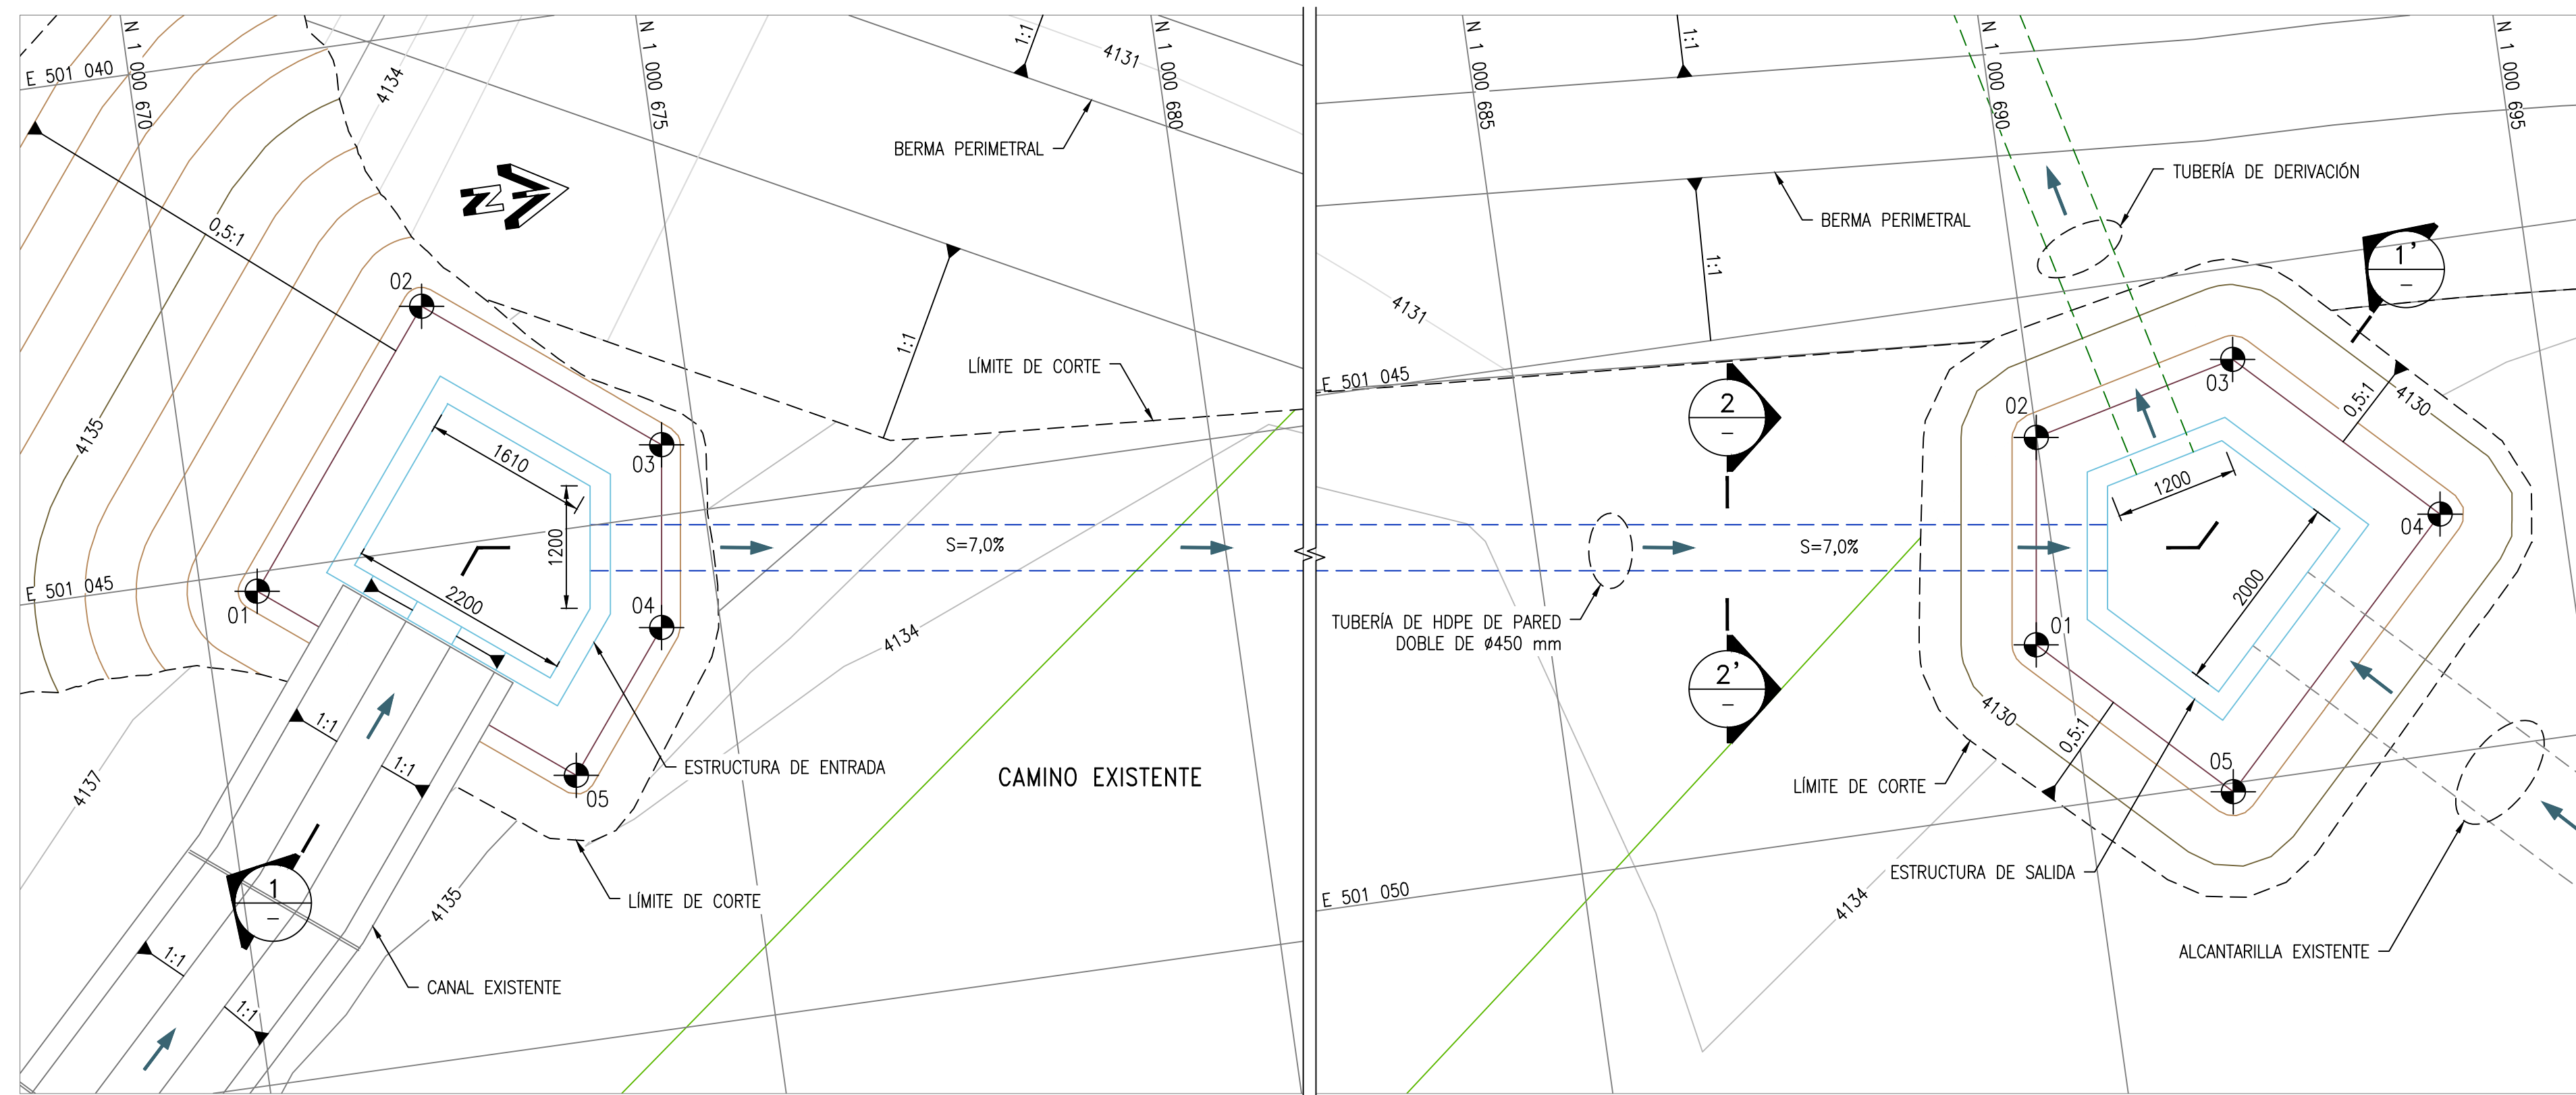 N 1 000 670
N 1 000 675
N 1 000 680
E 501 040
4134
1:1
4131
BERMA PERIMETRAL
N
0,5:1
02
1:1
LÍMITE DE CORTE
4135
1610
03
1200
2200
E 501 045
01
04
S=7,0%
4134
1:1
1:1
ESTRUCTURA DE ENTRADA
CAMINO EXISTENTE
4137
05
1
–
LÍMITE DE CORTE
4135
1:1
CANAL EXISTENTE
1:1
N 1 000 685
N 1 000 690
N 1 000 695
1:1
TUBERÍA DE DERIVACIÓN
BERMA PERIMETRAL
1:1
1'
–
4131
E 501 045
03
2
–
02
0,5:1
4130
1200
04
S=7,0%
2000
TUBERÍA DE HDPE DE PARED
DOBLE DE Ø450 mm
01
2'
–
4130
0,5:1
05
LÍMITE DE CORTE
ESTRUCTURA DE SALIDA
E 501 050
4134
ALCANTARILLA EXISTENTE